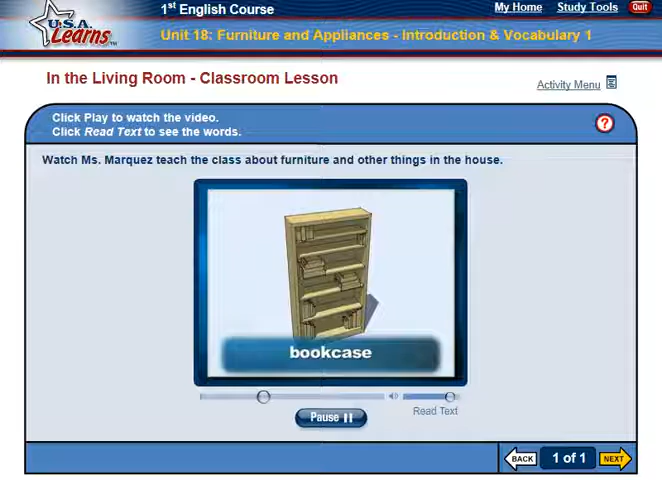 U.S.A.
Learns™
1st English Course
My Home
Study Tools
Quit
Unit 18: Furniture and Appliances - Introduction & Vocabulary 1
In the Living Room - Classroom Lesson
Activity Menu
Click Play to watch the video.
Click Read Text to see the words.
?
Watch Ms. Marquez teach the class about furniture and other things in the house.
bookcase
Pause
Read Text
BACK
1 of 1
NEXT